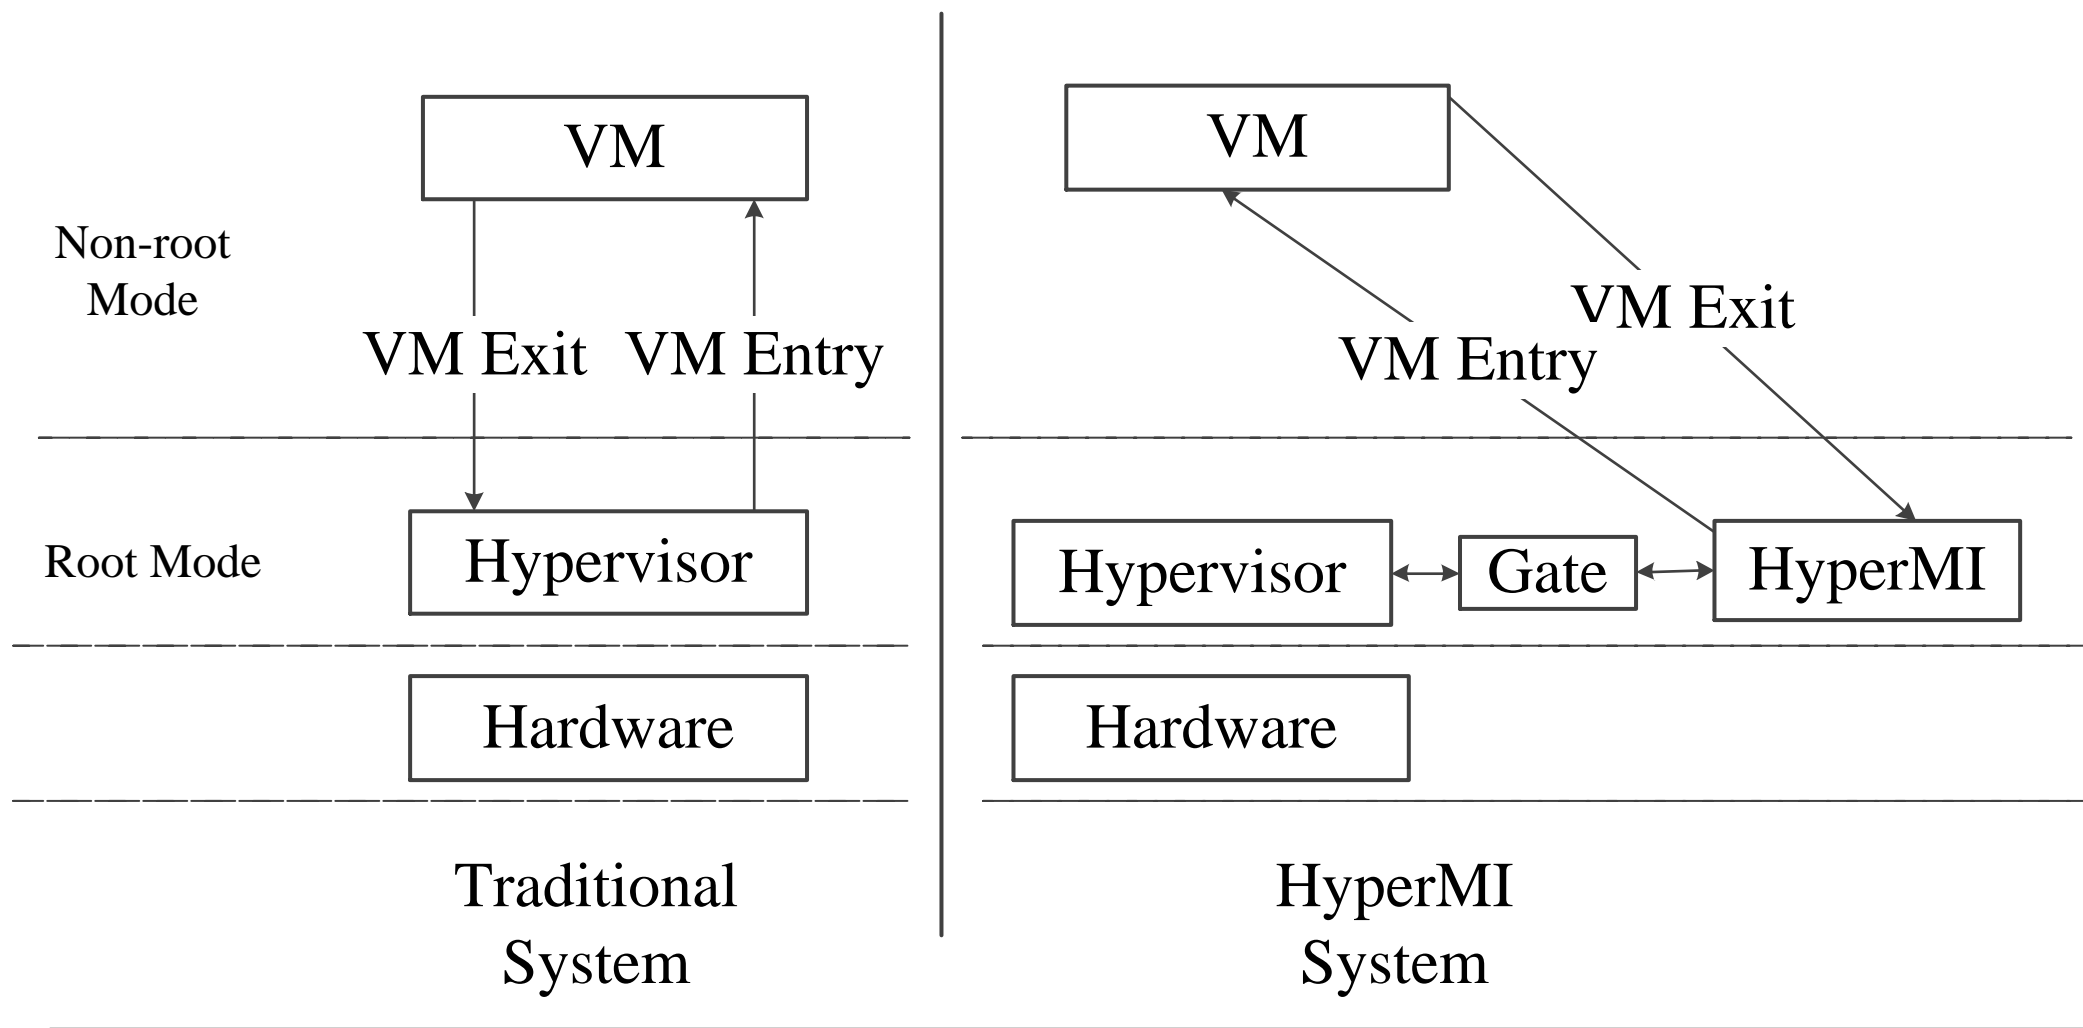 VM
VM
Non-root
Mode
VM Exit
VM Entry
VM Exit
VM Entry
Root Mode
Hypervisor
Hypervisor
Gate
HyperMI
Hardware
Hardware
Traditional
System
HyperMI
System